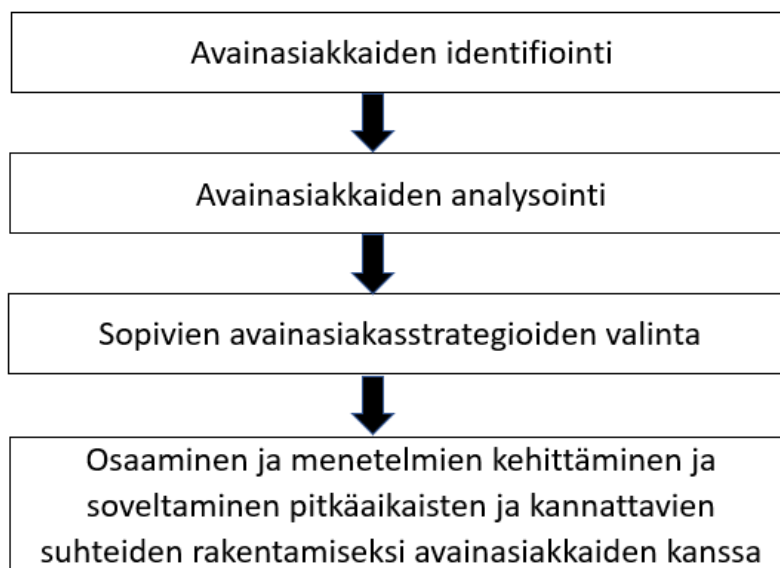 Avainasiakkaiden identifiointi
Avainasiakkaiden analysointi
Sopivien avainasiakasstrategioiden valinta
Osaaminen ja menetelmien kehittäminen ja
soveltaminen pitkäaikaisten ja kannattavien
suhteiden rakentamiseksi avainasiakkaiden kanssa